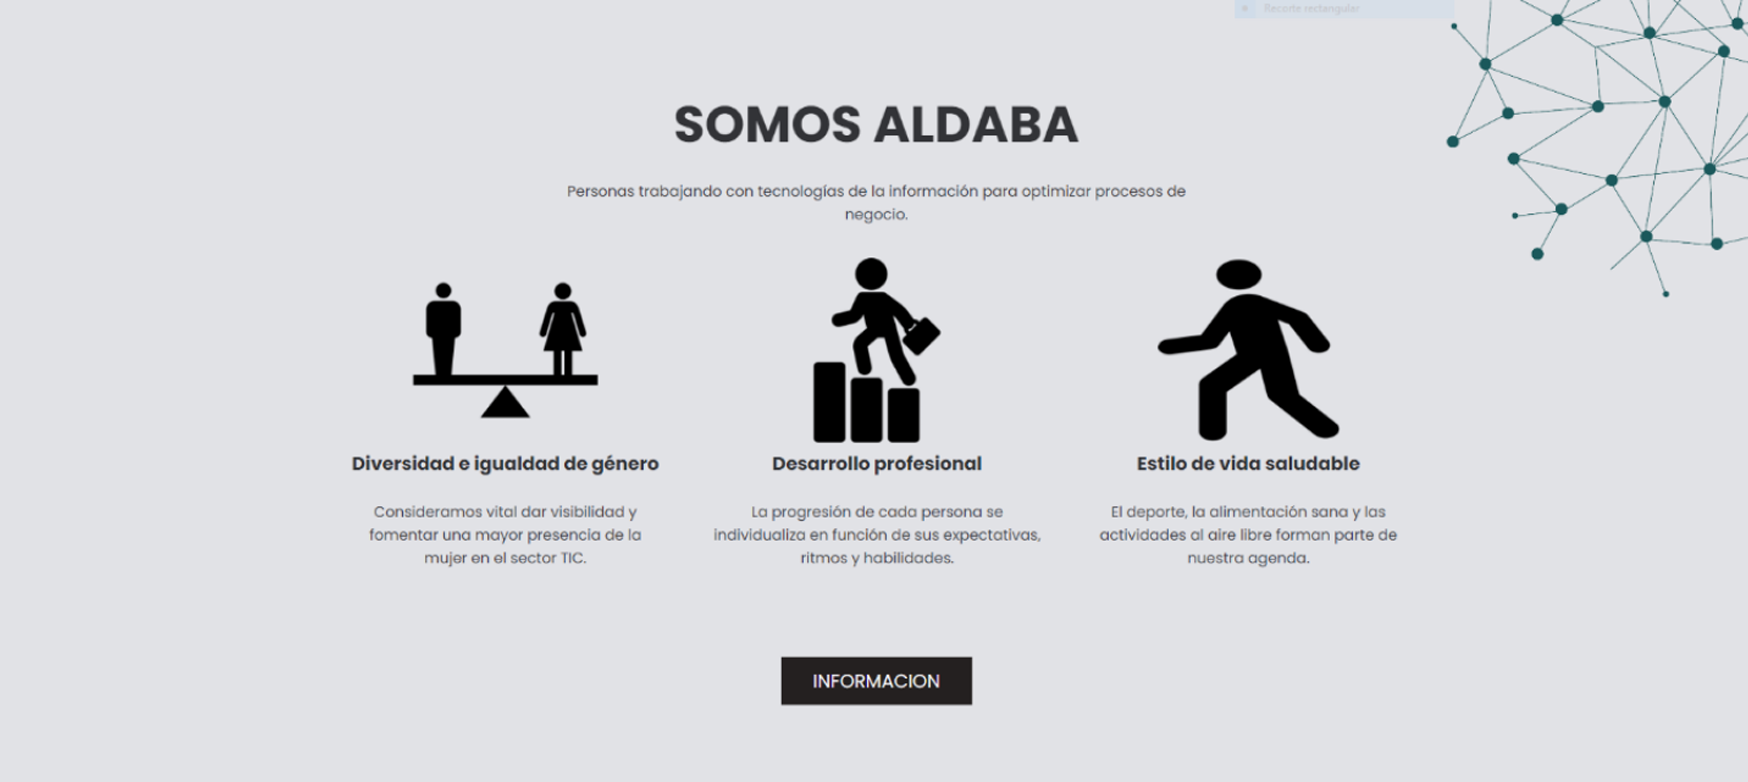 Recorte rectangular
SOMOS ALDABA
Personas trabajando con tecnologías de la información para optimizar procesos de
negocio.
Diversidad e igualdad de género
Consideramos vital dar visibilidad y
fomentar una mayor presencia de la
mujer en el sector TIC.
Desarrollo profesional
La progresión de cada persona se
individualiza en función de sus expectativas,
ritmos y habilidades.
Estilo de vida saludable
El deporte, la alimentación sana y las
actividades al aire libre forman parte de
nuestra agenda.
INFORMACION